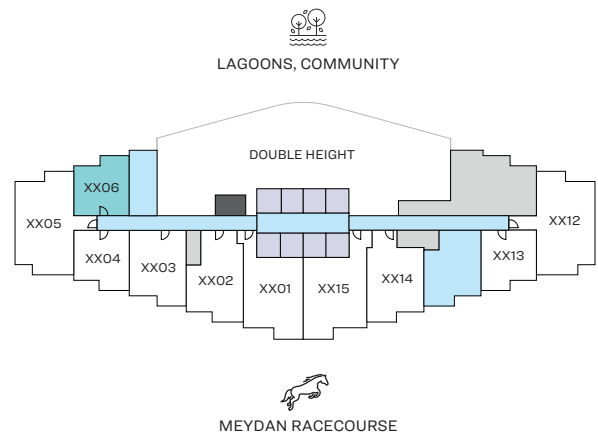 LAGOONS, COMMUNITY
DOUBLE HEIGHT
XX06
XX05
XX12
XX04
XX03
XX02
XX01
XX15
XX14
XX13
MEYDAN RACECOURSE